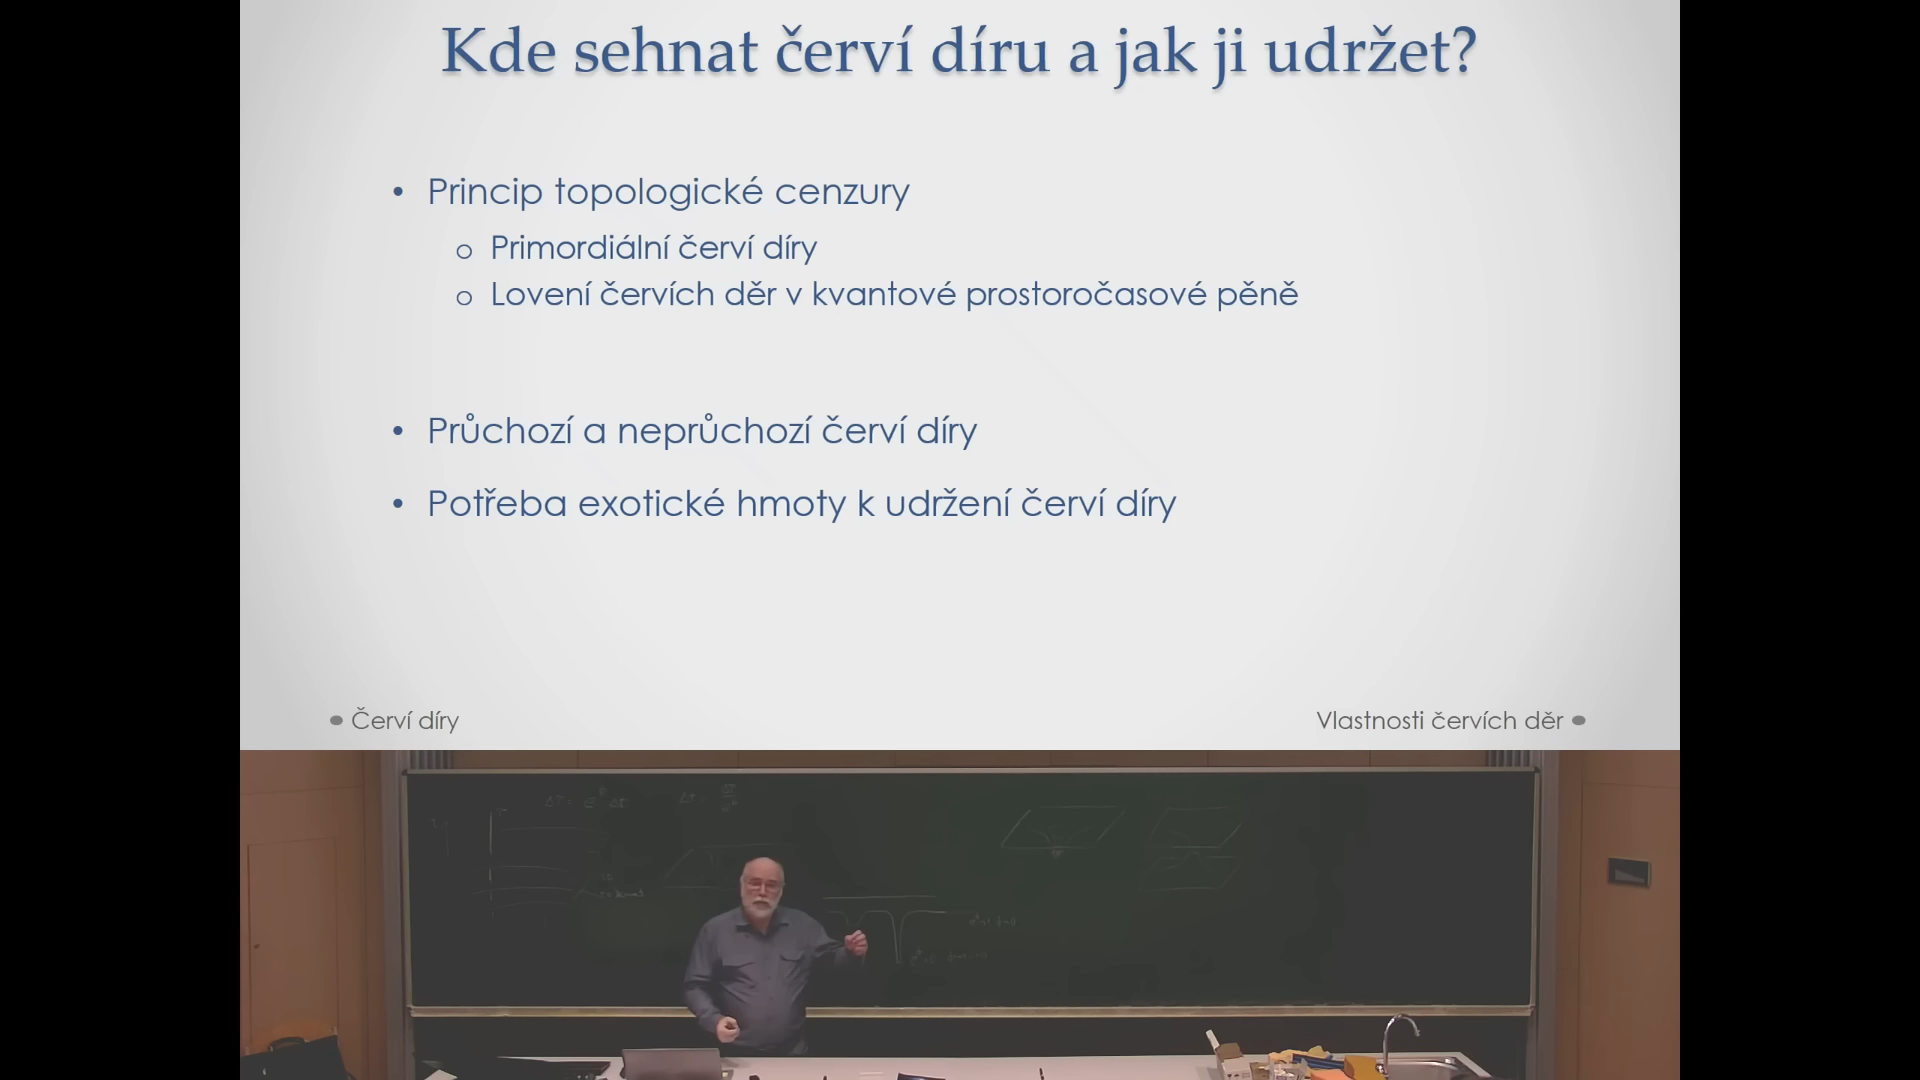 Kde sehnat červí díru a jak ji udržet?
• Princip topologické cenzury
o Primordiální červí díry
o Lovení červích děr v kvantové prostoročasové pěně
• Průchozí a neprůchozí červí díry
• Potřeba exotické hmoty k udržení červí díry
Červí díry
Vlastnosti červích děr